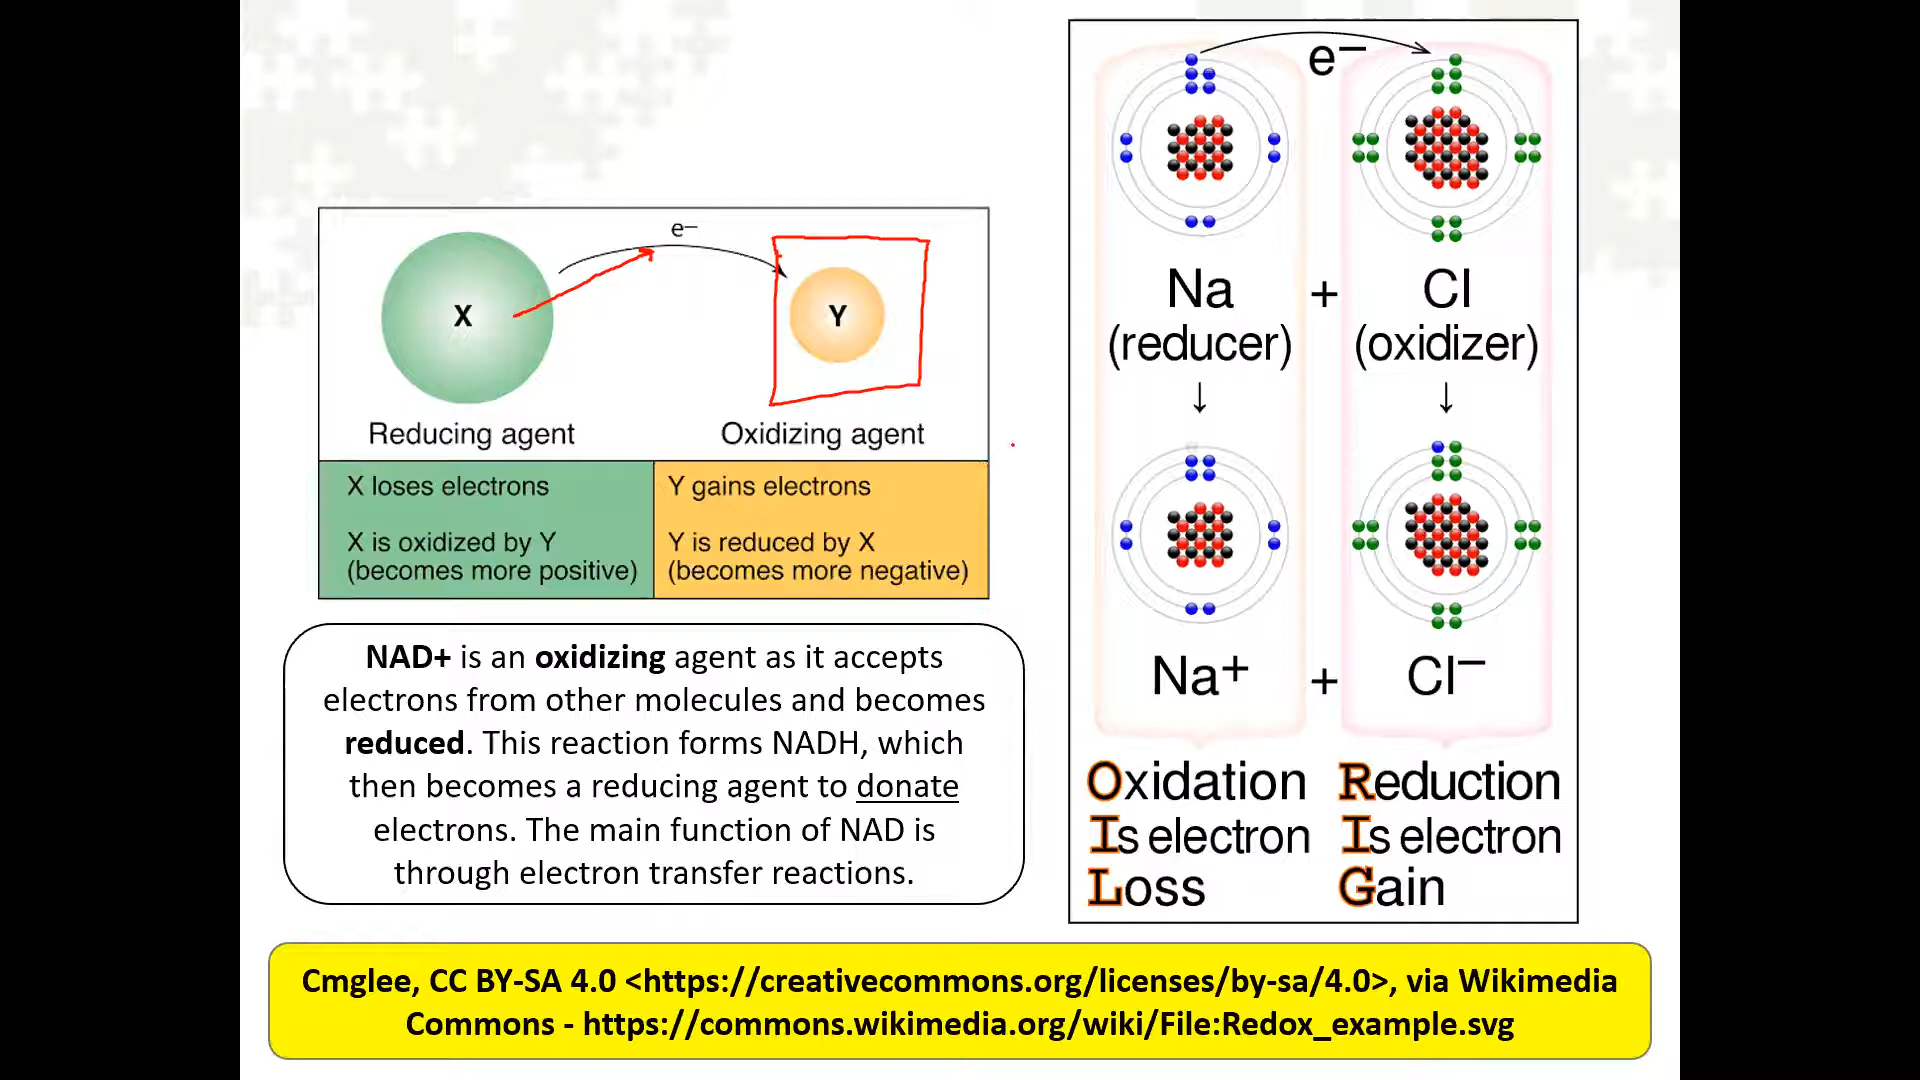 e–
X
Y
Reducing agent
Oxidizing agent
X loses electrons
X is oxidized by Y
(becomes more positive)
Y gains electrons
Y is reduced by X
(becomes more negative)
NAD+ is an oxidizing agent as it accepts
electrons from other molecules and becomes
reduced. This reaction forms NADH, which
then becomes a reducing agent to donate
electrons. The main function of NAD is
through electron transfer reactions.
e–
Na + Cl
(reducer) (oxidizer)
↓ ↓
Na+ + Cl–
Oxidation
Is electron
Loss
Reduction
Is electron
Gain
Cmglee, CC BY-SA 4.0 <https://creativecommons.org/licenses/by-sa/4.0>, via Wikimedia
Commons - https://commons.wikimedia.org/wiki/File:Redox_example.svg